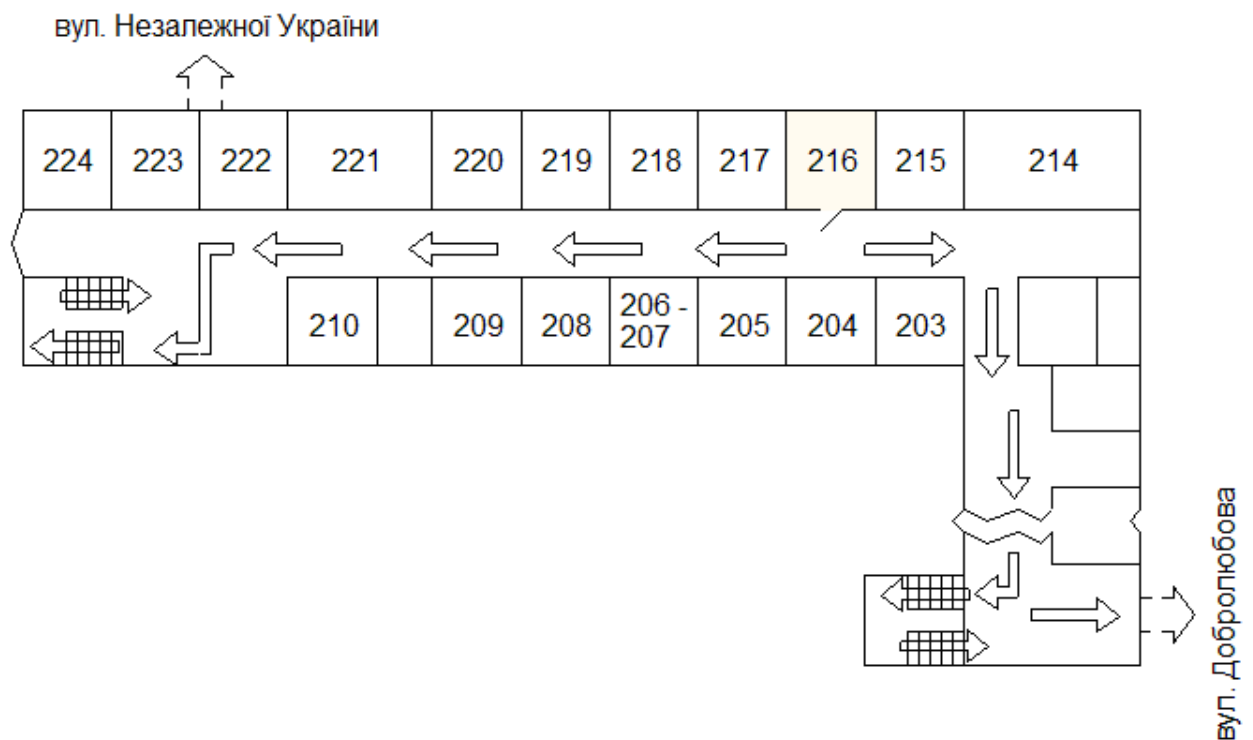 вул. Незалежної України
224 223 222 221 220 219 218 217 216 215 214
210 209 208 206 - 207 205 204 203
вул. Добролюбова